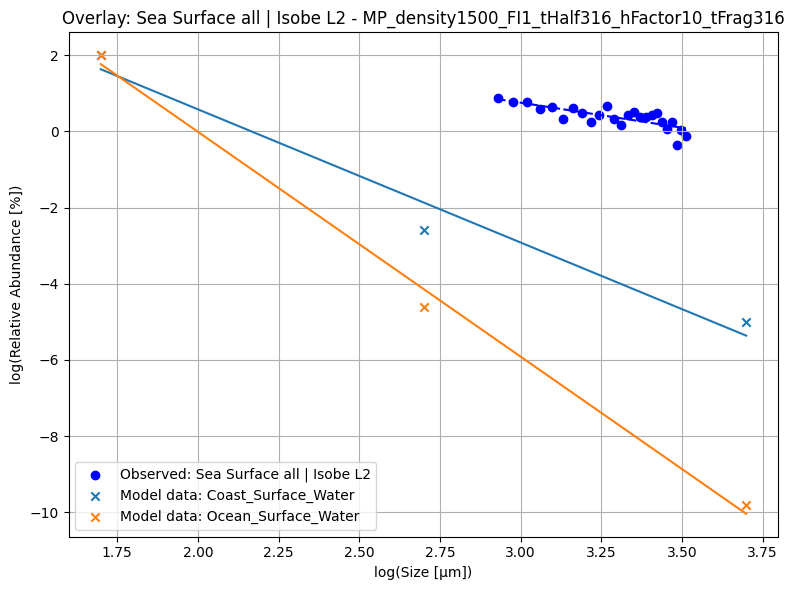 Overlay: Sea Surface all | Isobe L2 - MP_density1500_FI1_tHalf316_hFactor10_tFrag316
log(Relative Abundance [%])
2
0
−2
−4
−6
−8
−10
Observed: Sea Surface all | Isobe L2
Model data: Coast_Surface_Water
Model data: Ocean_Surface_Water
1.75 2.00 2.25 2.50 2.75 3.00 3.25 3.50 3.75
log(Size [μm])